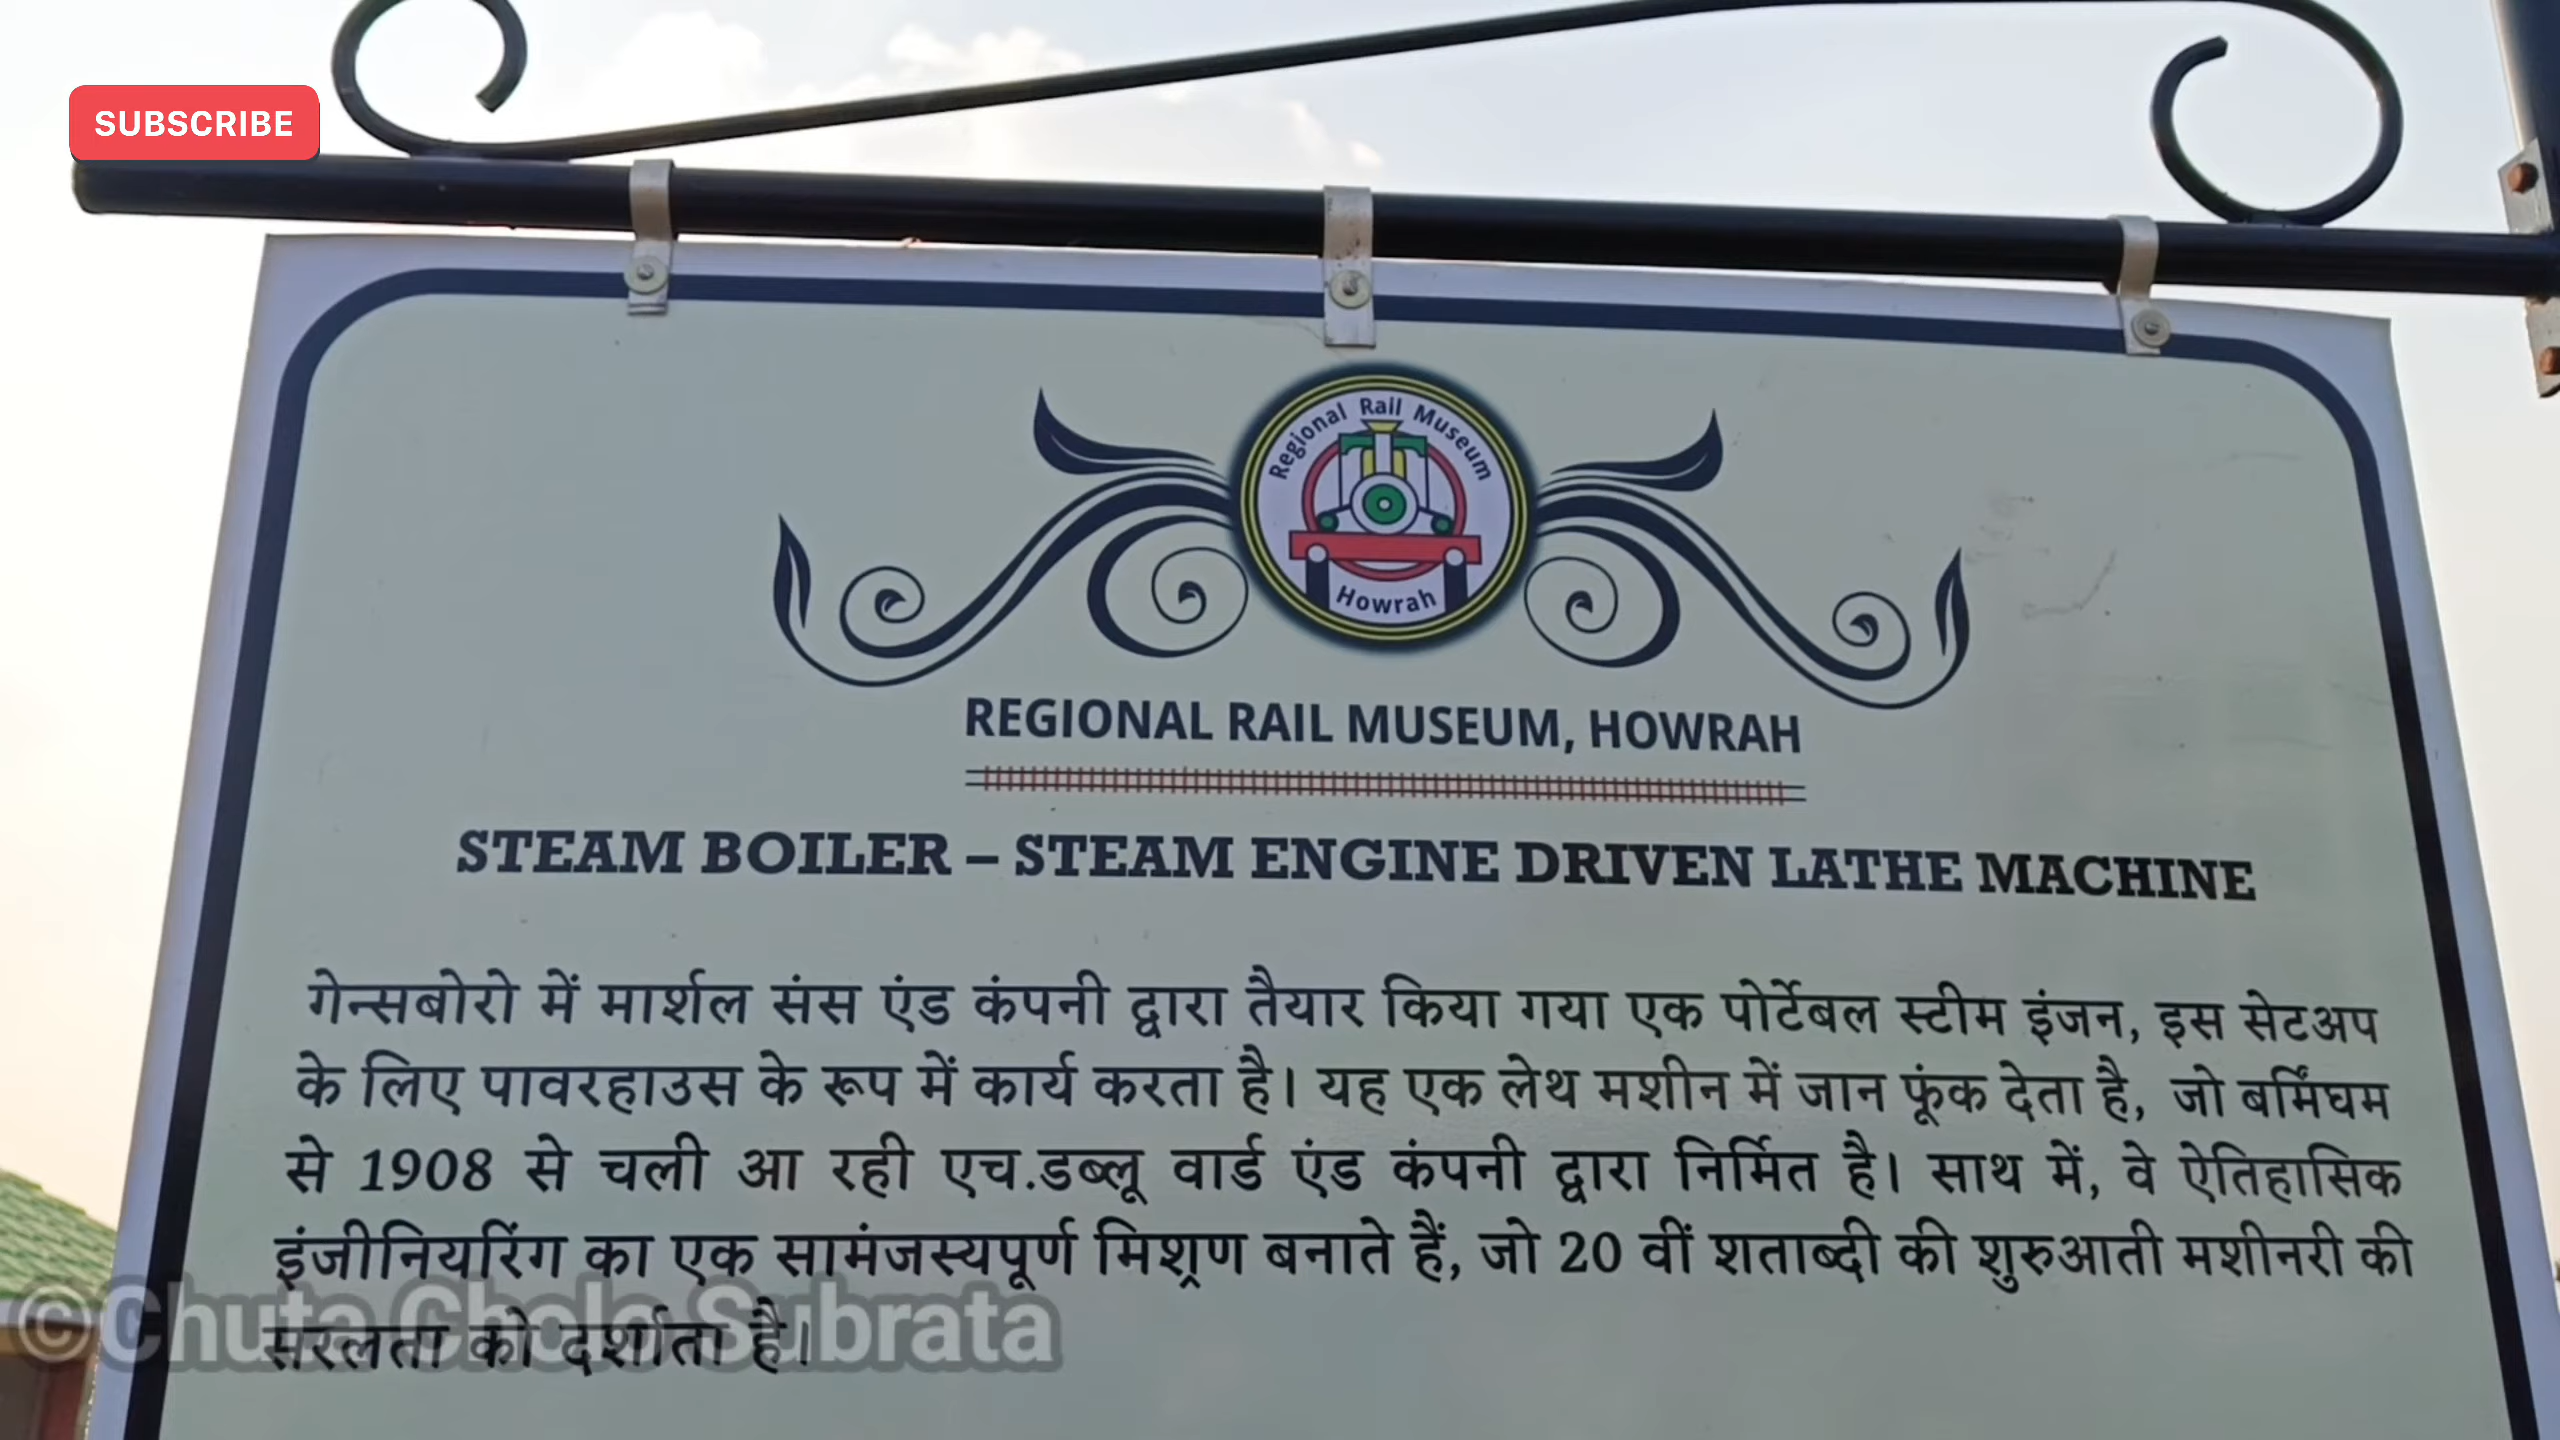 SUBSCRIBE
Regional Rail Museum
Howrah
REGIONAL RAIL MUSEUM, HOWRAH
STEAM BOILER – STEAM ENGINE DRIVEN LATHE MACHINE
गेन्सबोरो में मार्शल संस एंड कंपनी द्वारा तैयार किया गया एक पोर्टेबल स्टीम इंजन, इस सेटअप
के लिए पावरहाउस के रूप में कार्य करता है। यह एक लेथ मशीन में जान फूंक देता है, जो बर्मिंघम
से 1908 से चली आ रही एच.डब्लू वार्ड एंड कंपनी द्वारा निर्मित है। साथ में, वे ऐतिहासिक
इंजीनियरिंग का एक सामंजस्यपूर्ण मिश्रण बनाते हैं, जो 20 वीं शताब्दी की शुरुआती मशीनरी की
सरलता को दर्शाता है।
©Chuta Cholo Subrata